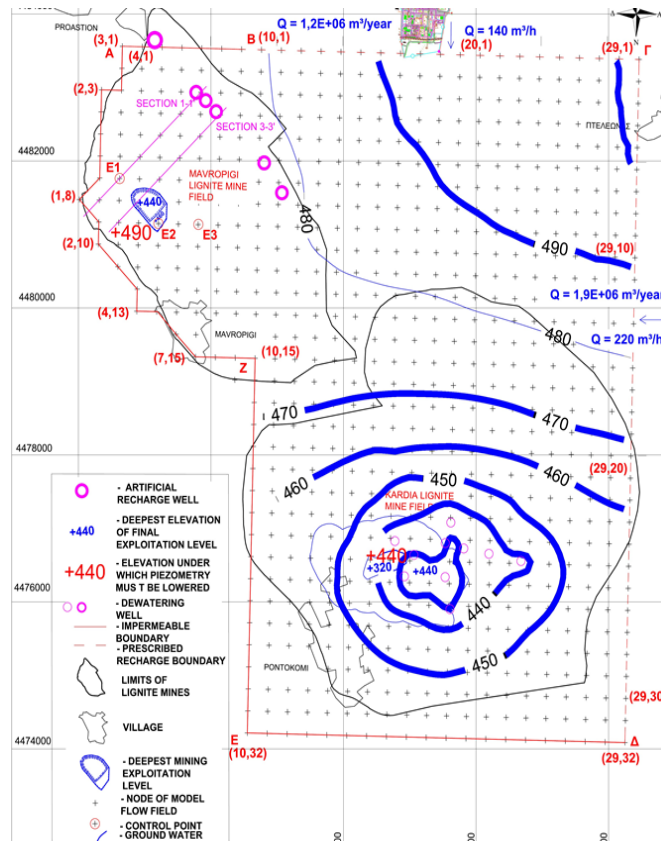 4484000
PROASTION
(3,1)
A
(4,1)
B
(10,1)
Q = 1,2E+06 m³/year
Q = 140 m³/h
(20,1)
(29,1)
Γ
(2,3)
SECTION 1-1'
SECTION 3-3'
ΠΤΕΛΕΩΝΑΣ
4482000
E1
MAVROPIGI
LIGNITE MINE
FIELD
(1,8)
+440
+490
E2
E3
480
490
(2,10)
(29,10)
4480000
(4,13)
MAVROPIGI
Q = 1,9E+06 m³/year
480
Q = 220 m³/h
(7,15)
Z
(10,15)
470
470
4478000
460
460
(29,20)
450
KARDIA LIGNITE
MINE FIELD
+440
+320
+440
4476000
440
450
PONTOKOMI
(29,30)
E
(10,32)
Δ
(29,32)
4474000
- ARTIFICIAL
RECHARGE WELL
+440
- DEEPEST ELEVATION
OF FINAL
EXPLOITATION LEVEL
+440
- ELEVATION UNDER
WHICH PIEZOMETRY
MUS T BE LOWERED
- DEWATERING
WELL
- IMPERMEABLE
BOUNDARY
- PRESCRIBED
RECHARGE BOUNDARY
LIMITS OF
LIGNITE MINES
VILLAGE
- DEEPEST MINING
EXPLOITATION
LEVEL
- NODE OF MODEL
FLOW FIELD
- CONTROL POINT
- GROUND WATER